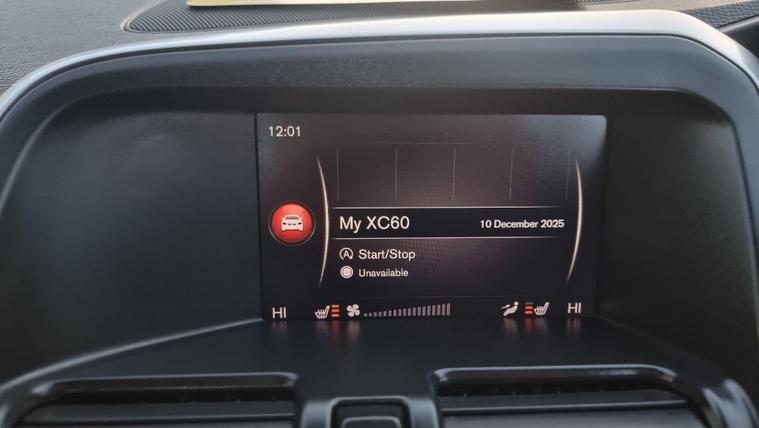 12:01
My XC60 10 December 2025
Start/Stop
Unavailable
HI HI